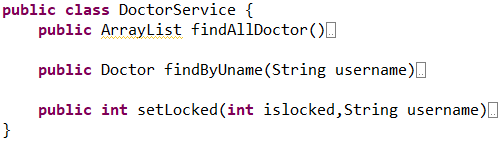 public class DoctorService {
    public ArrayList findAllDoctor()
    public Doctor findByUname(String username)
    public int setLocked(int islocked,String username)
}